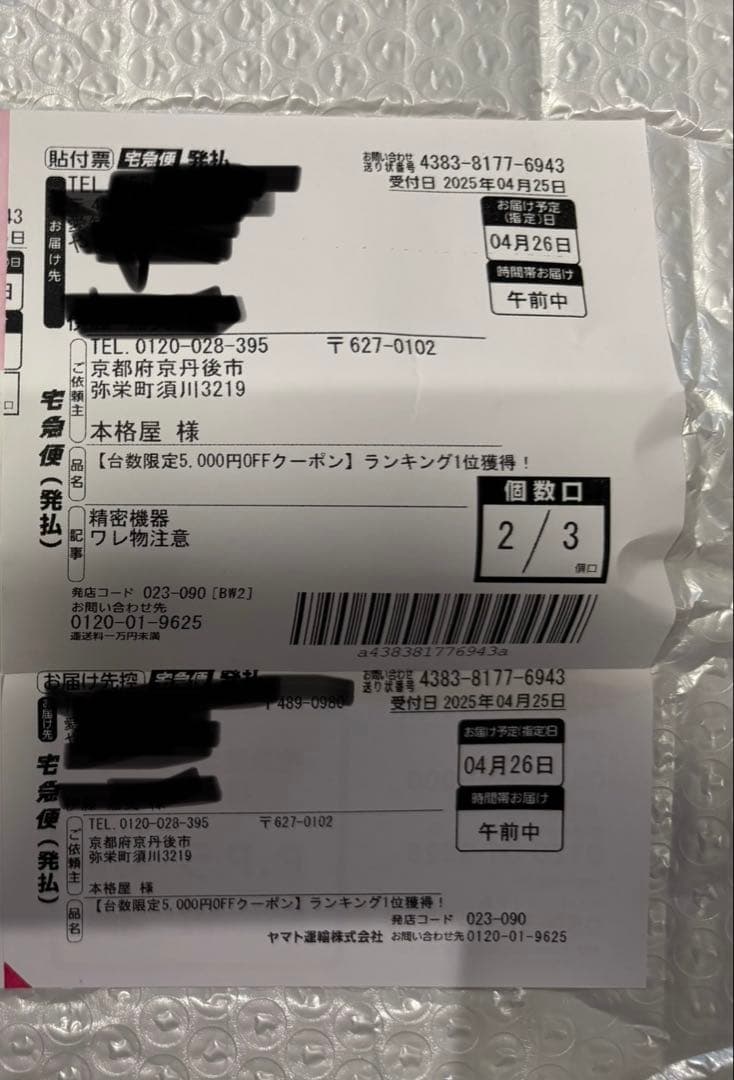 貼付票 宅急便 発払
お問い合わせ
送り状番号 4383-8177-6943
受付日 2025年04月25日
お届け先
TEL
お届け予定
(指定)日
04月26日
時間帯お届け
午前中
43
日
日
口
宅急便(発払)
ご依頼主
TEL. 0120-028-395 〒627-0102
京都府京丹後市
弥栄町須川3219
本格屋 様
品名
【台数限定5,000円OFFクーポン】ランキング1位獲得!
記事
精密機器
ワレ物注意
個数口
2/3
個口
発店コード 023-090 [BW2]
お問い合わせ先
0120-01-9625
運送料一万円未満
a438381776943a
お届け先控 宅急便 発払
お問い合わせ
送り状番号 4383-8177-6943
受付日 2025年04月25日
お届け先
〒489-0980
お届け予定(指定)日
04月26日
時間帯お届け
午前中
宅急便(発払)
ご依頼主
TEL. 0120-028-395 〒627-0102
京都府京丹後市
弥栄町須川3219
本格屋 様
品名
【台数限定5,000円OFFクーポン】ランキング1位獲得!
発店コード 023-090
ヤマト運輸株式会社 お問い合わせ先 0120-01-9625